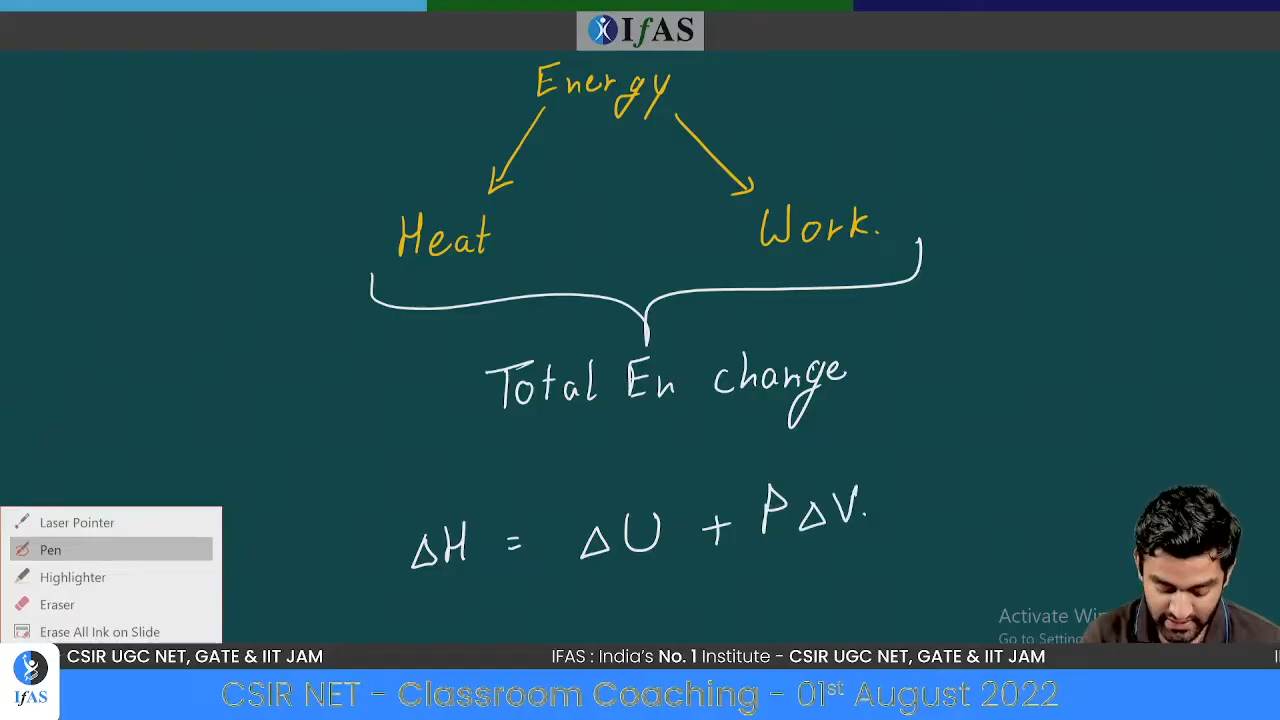 IfAS
Energy
Heat Work.
Total En change
ΔH = ΔU + PΔV.
Laser Pointer
Pen
Highlighter
Eraser
Erase All Ink on Slide
Activate Win
Go to Setting
CSIR UGC NET, GATE & IIT JAM IFAS : India's No. 1 Institute - CSIR UGC NET, GATE & IIT JAM
IfAS
CSIR NET - Classroom Coaching - 01st August 2022